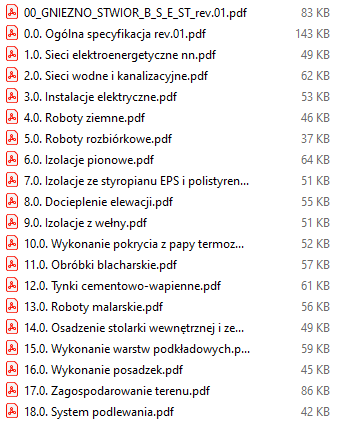 00_GNIEZNO_STWIOR_B_S_E_ST_rev.01.pdf 83 KB
0.0. Ogólna specyfikacja rev.01.pdf 143 KB
1.0. Sieci elektroenergetyczne nn.pdf 49 KB
2.0. Sieci wodne i kanalizacyjne.pdf 62 KB
3.0. Instalacje elektryczne.pdf 53 KB
4.0. Roboty ziemne.pdf 46 KB
5.0. Roboty rozbiórkowe.pdf 37 KB
6.0. Izolacje pionowe.pdf 64 KB
7.0. Izolacje ze styropianu EPS i polistyren... 51 KB
8.0. Docieplenie elewacji.pdf 55 KB
9.0. Izolacje z wełny.pdf 51 KB
10.0. Wykonanie pokrycia z papy termoz... 52 KB
11.0. Obróbki blacharskie.pdf 57 KB
12.0. Tynki cementowo-wapienne.pdf 61 KB
13.0. Roboty malarskie.pdf 56 KB
14.0. Osadzenie stolarki wewnętrznej i ze... 49 KB
15.0. Wykonanie warstw podkładowych.p... 59 KB
16.0. Wykonanie posadzek.pdf 45 KB
17.0. Zagospodarowanie terenu.pdf 86 KB
18.0. System podlewania.pdf 42 KB